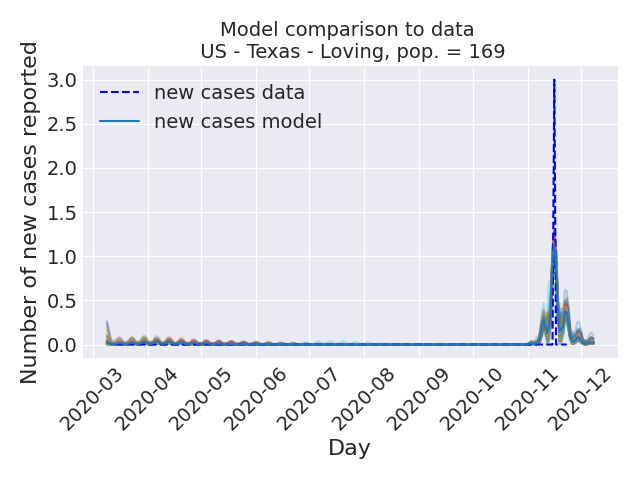 Model comparison to data
US - Texas - Loving, pop. = 169
Number of new cases reported
3.0
2.5
2.0
1.5
1.0
0.5
0.0
new cases data
new cases model
2020-03
2020-04
2020-05
2020-06
2020-07
2020-08
2020-09
2020-10
2020-11
2020-12
Day